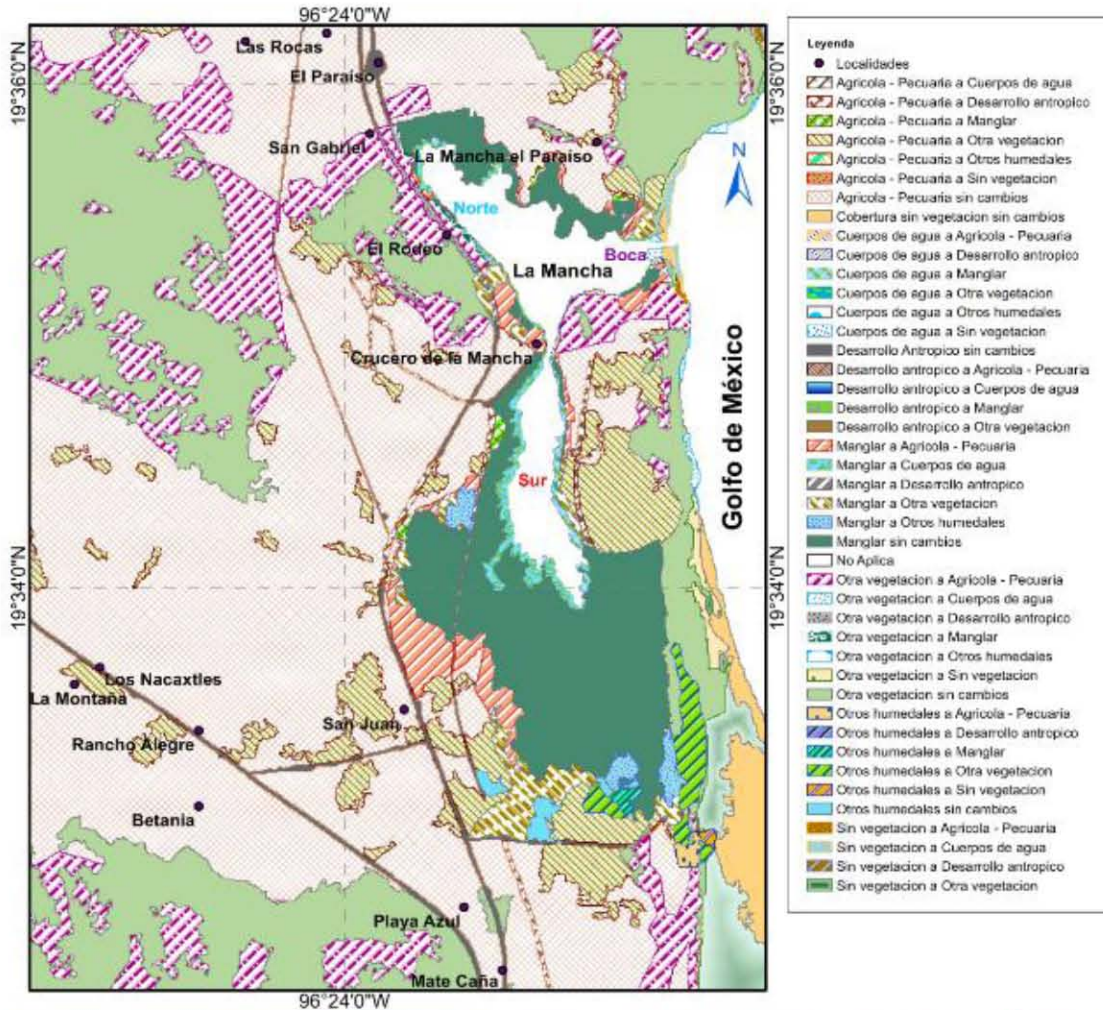 96°24'0"W
Las Rocas
El Paraiso
19°36'0"N
19°36'0"N
San Gabriel
La Mancha el Paraiso
N
Norte
El Rodeo
Boca
La Mancha
Crucero de la Mancha
Golfo de México
Sur
19°34'0"N
19°34'0"N
Los Nacaxtles
La Montaña
San Juan
Rancho Alegre
Betania
Playa Azul
Mate Caña
96°24'0"W
Leyenda
Localidades
Agricola - Pecuaria a Cuerpos de agua
Agricola - Pecuaria a Desarrollo antropico
Agricola - Pecuaria a Manglar
Agricola - Pecuaria a Otra vegetacion
Agricola - Pecuaria a Otros humedales
Agricola - Pecuaria a Sin vegetacion
Agricola - Pecuaria sin cambios
Cobertura sin vegetacion sin cambios
Cuerpos de agua a Agricola - Pecuaria
Cuerpos de agua a Desarrollo antropico
Cuerpos de agua a Manglar
Cuerpos de agua a Otra vegetacion
Cuerpos de agua a Otros humedales
Cuerpos de agua a Sin vegetacion
Desarrollo Antropico sin cambios
Desarrollo antropico a Agricola - Pecuaria
Desarrollo antropico a Cuerpos de agua
Desarrollo antropico a Manglar
Desarrollo antropico a Otra vegetacion
Manglar a Agricola - Pecuaria
Manglar a Cuerpos de agua
Manglar a Desarrollo antropico
Manglar a Otra vegetacion
Manglar a Otros humedales
Manglar sin cambios
No Aplica
Otra vegetacion a Agricola - Pecuaria
Otra vegetacion a Cuerpos de agua
Otra vegetacion a Desarrollo antropico
Otra vegetacion a Manglar
Otra vegetacion a Otros humedales
Otra vegetacion a Sin vegetacion
Otra vegetacion sin cambios
Otros humedales a Agricola - Pecuaria
Otros humedales a Desarrollo antropico
Otros humedales a Manglar
Otros humedales a Otra vegetacion
Otros humedales a Sin vegetacion
Otros humedales sin cambios
Sin vegetacion a Agricola - Pecuaria
Sin vegetacion a Cuerpos de agua
Sin vegetacion a Desarrollo antropico
Sin vegetacion a Otra vegetacion